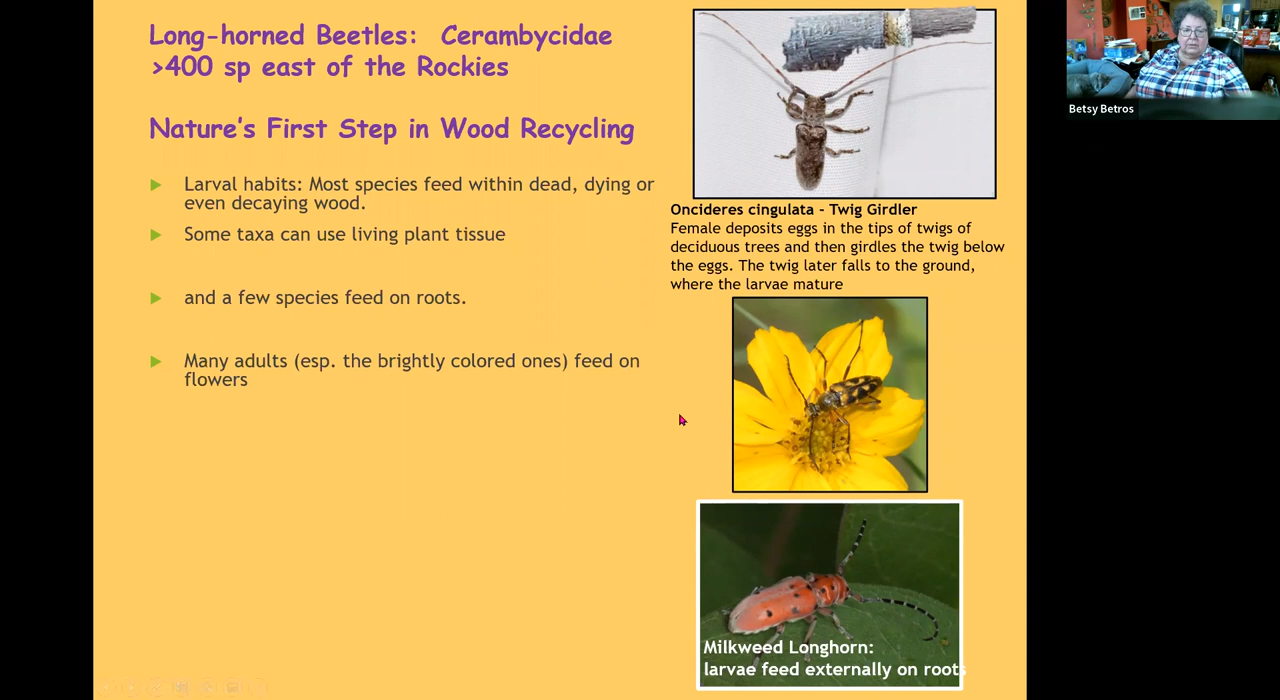 Long-horned Beetles:  Cerambycidae
>400 sp east of the Rockies
Nature's First Step in Wood Recycling
Larval habits: Most species feed within dead, dying or
even decaying wood.
Some taxa can use living plant tissue
and a few species feed on roots.
Many adults (esp. the brightly colored ones) feed on
flowers
Oncideres cingulata - Twig Girdler
Female deposits eggs in the tips of twigs of
deciduous trees and then girdles the twig below
the eggs. The twig later falls to the ground,
where the larvae mature
Milkweed Longhorn:
larvae feed externally on roots
Betsy Betros